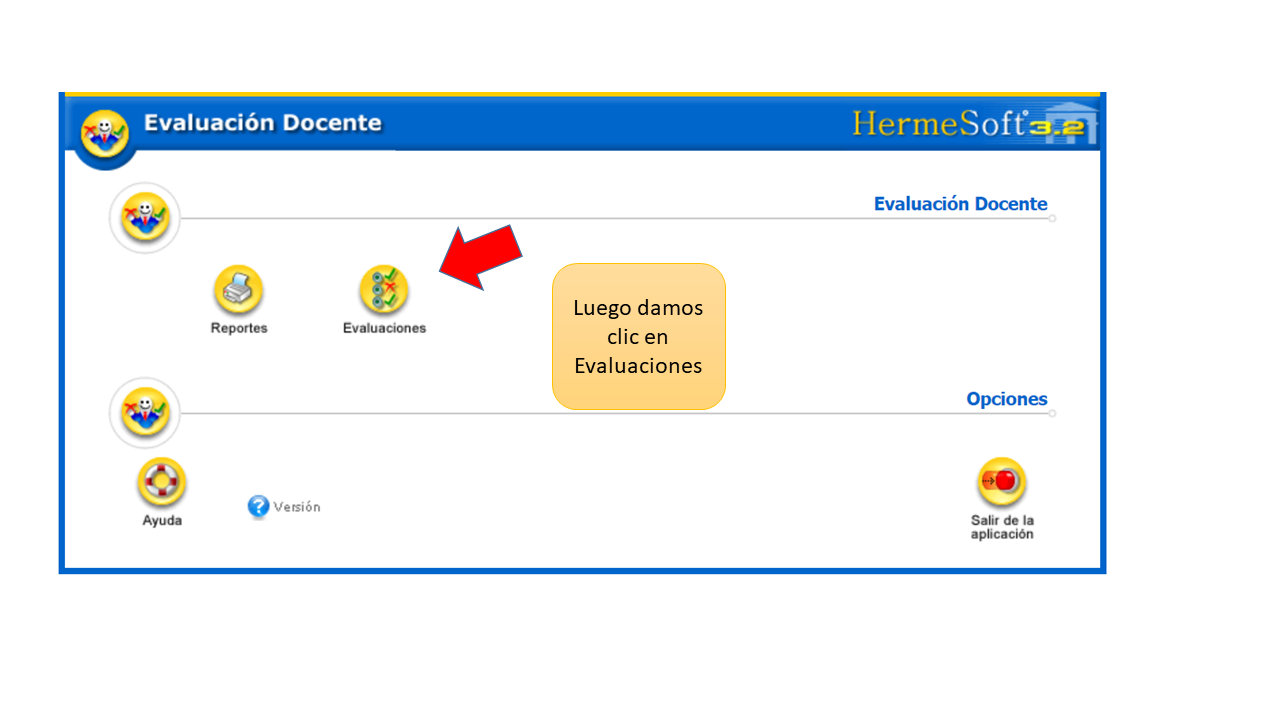 Evaluación Docente
HermeSoft 3.2
Evaluación Docente
Reportes
Evaluaciones
Luego damos
clic en
Evaluaciones
Opciones
Ayuda
? Versión
Salir de la
aplicación